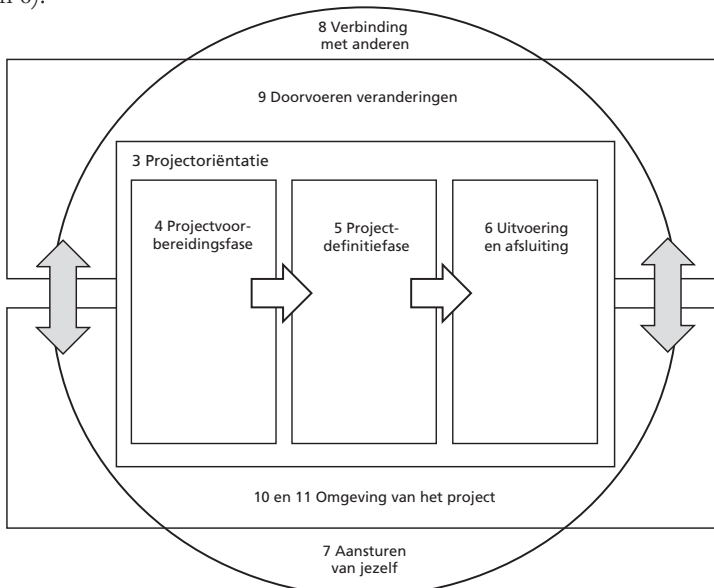 8 Verbinding
met anderen
9 Doorvoeren veranderingen
3 Projectoriëntatie
4 Projectvoor-
bereidingsfase
5 Project-
definitiefase
6 Uitvoering
en afsluiting
10 en 11 Omgeving van het project
7 Aansturen
van jezelf